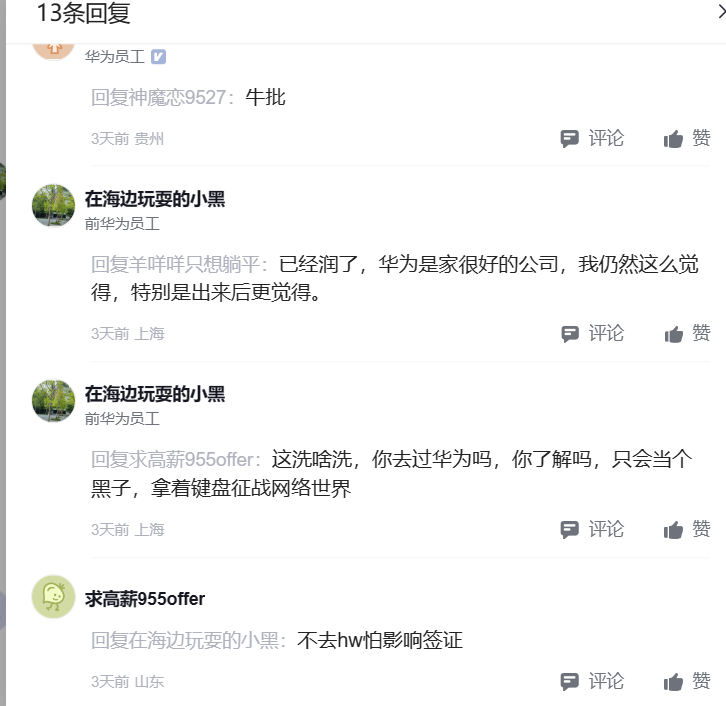 13条回复
华为员工
回复神魔恋9527：牛批
3天前 贵州
评论
赞
在海边玩耍的小黑
前华为员工
回复羊咩咩只想躺平：已经润了，华为是家很好的公司，我仍然这么觉
得，特别是出来后更觉得。
3天前 上海
评论
赞
在海边玩耍的小黑
前华为员工
回复求高薪955offer：这洗啥洗，你去过华为吗，你了解吗，只会当个
黑子，拿着键盘征战网络世界
3天前 上海
评论
赞
求高薪955offer
回复在海边玩耍的小黑：不去hw怕影响签证
3天前 山东
评论
赞